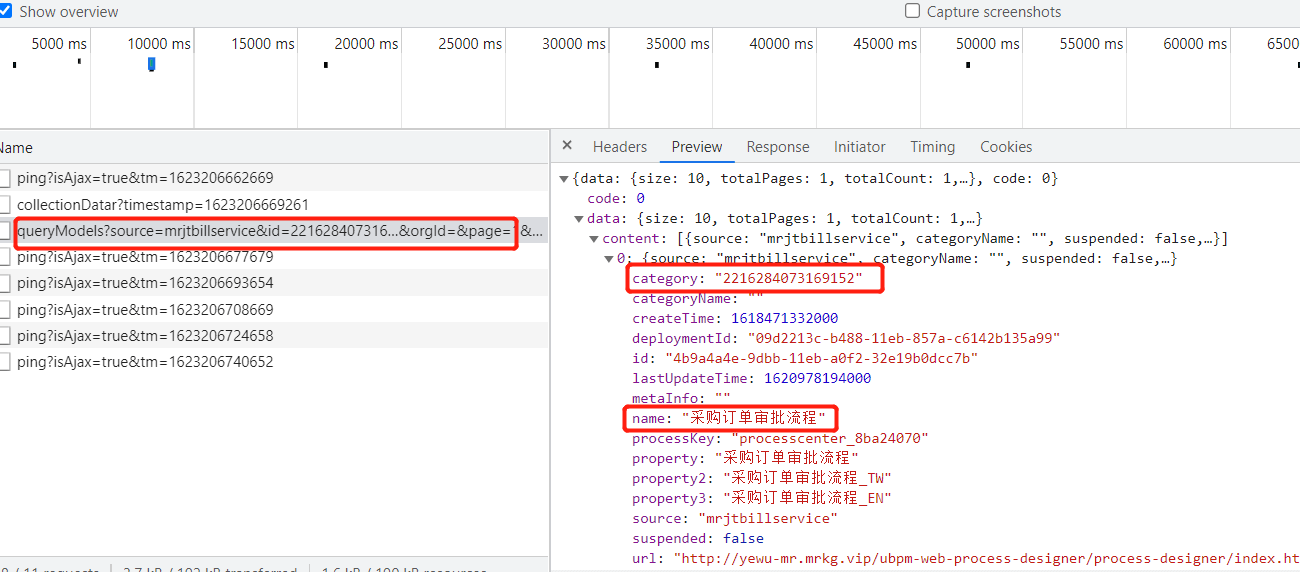 Show overview
Capture screenshots
5000 ms 10000 ms 15000 ms 20000 ms 25000 ms 30000 ms 35000 ms 40000 ms 45000 ms 50000 ms 55000 ms 60000 ms 6500
Name
ping?isAjax=true&tm=1623206662669
collectionDatar?timestamp=1623206669261
queryModels?source=mrjtbillservice&id=221628407316...&orgId=&page=1&...
ping?isAjax=true&tm=1623206677679
ping?isAjax=true&tm=1623206693654
ping?isAjax=true&tm=1623206708669
ping?isAjax=true&tm=1623206724658
ping?isAjax=true&tm=1623206740652
× Headers Preview Response Initiator Timing Cookies
{data: {size: 10, totalPages: 1, totalCount: 1,…}, code: 0}
code: 0
data: {size: 10, totalPages: 1, totalCount: 1,…}
content: [{source: "mrjtbillservice", categoryName: "", suspended: false,…}]
0: {source: "mrjtbillservice", categoryName: "", suspended: false,…}
category: "2216284073169152"
categoryName: ""
createTime: 1618471332000
deploymentId: "09d2213c-b488-11eb-857a-c6142b135a99"
id: "4b9a4a4e-9dbb-11eb-a0f2-32e19b0dcc7b"
lastUpdateTime: 1620978194000
metaInfo: ""
name: "采购订单审批流程"
processKey: "processcenter_8ba24070"
property: "采购订单审批流程"
property2: "采购订单审批流程_TW"
property3: "采购订单审批流程_EN"
source: "mrjtbillservice"
suspended: false
url: "http://yewu-mr.mrkg.vip/ubpm-web-process-designer/process-designer/index.ht